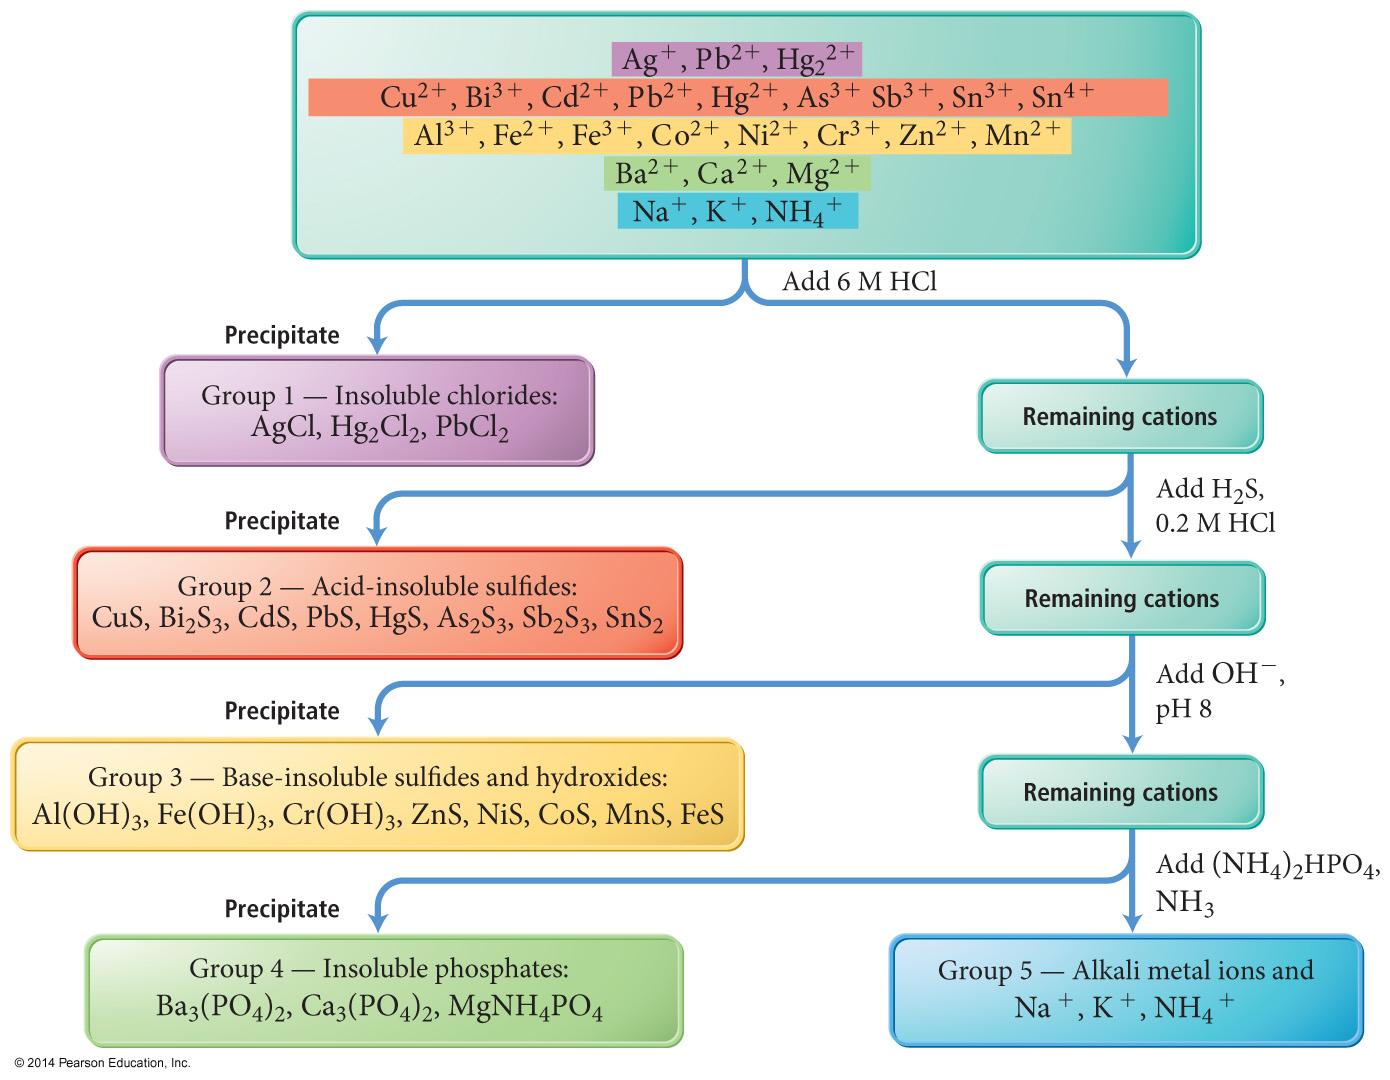 Ag⁺, Pb²⁺, Hg₂²⁺
Cu²⁺, Bi³⁺, Cd²⁺, Pb²⁺, Hg²⁺, As³⁺ Sb³⁺, Sn³⁺, Sn⁴⁺
Al³⁺, Fe²⁺, Fe³⁺, Co²⁺, Ni²⁺, Cr³⁺, Zn²⁺, Mn²⁺
Ba²⁺, Ca²⁺, Mg²⁺
Na⁺, K⁺, NH₄⁺
Add 6 M HCl
Precipitate
Group 1 — Insoluble chlorides:
AgCl, Hg₂Cl₂, PbCl₂
Remaining cations
Add H₂S,
0.2 M HCl
Precipitate
Group 2 — Acid-insoluble sulfides:
CuS, Bi₂S₃, CdS, PbS, HgS, As₂S₃, Sb₂S₃, SnS₂
Remaining cations
Add OH⁻,
pH 8
Precipitate
Group 3 — Base-insoluble sulfides and hydroxides:
Al(OH)₃, Fe(OH)₃, Cr(OH)₃, ZnS, NiS, CoS, MnS, FeS
Remaining cations
Add (NH₄)₂HPO₄,
NH₃
Precipitate
Group 4 — Insoluble phosphates:
Ba₃(PO₄)₂, Ca₃(PO₄)₂, MgNH₄PO₄
Group 5 — Alkali metal ions and
Na⁺, K⁺, NH₄⁺
© 2014 Pearson Education, Inc.